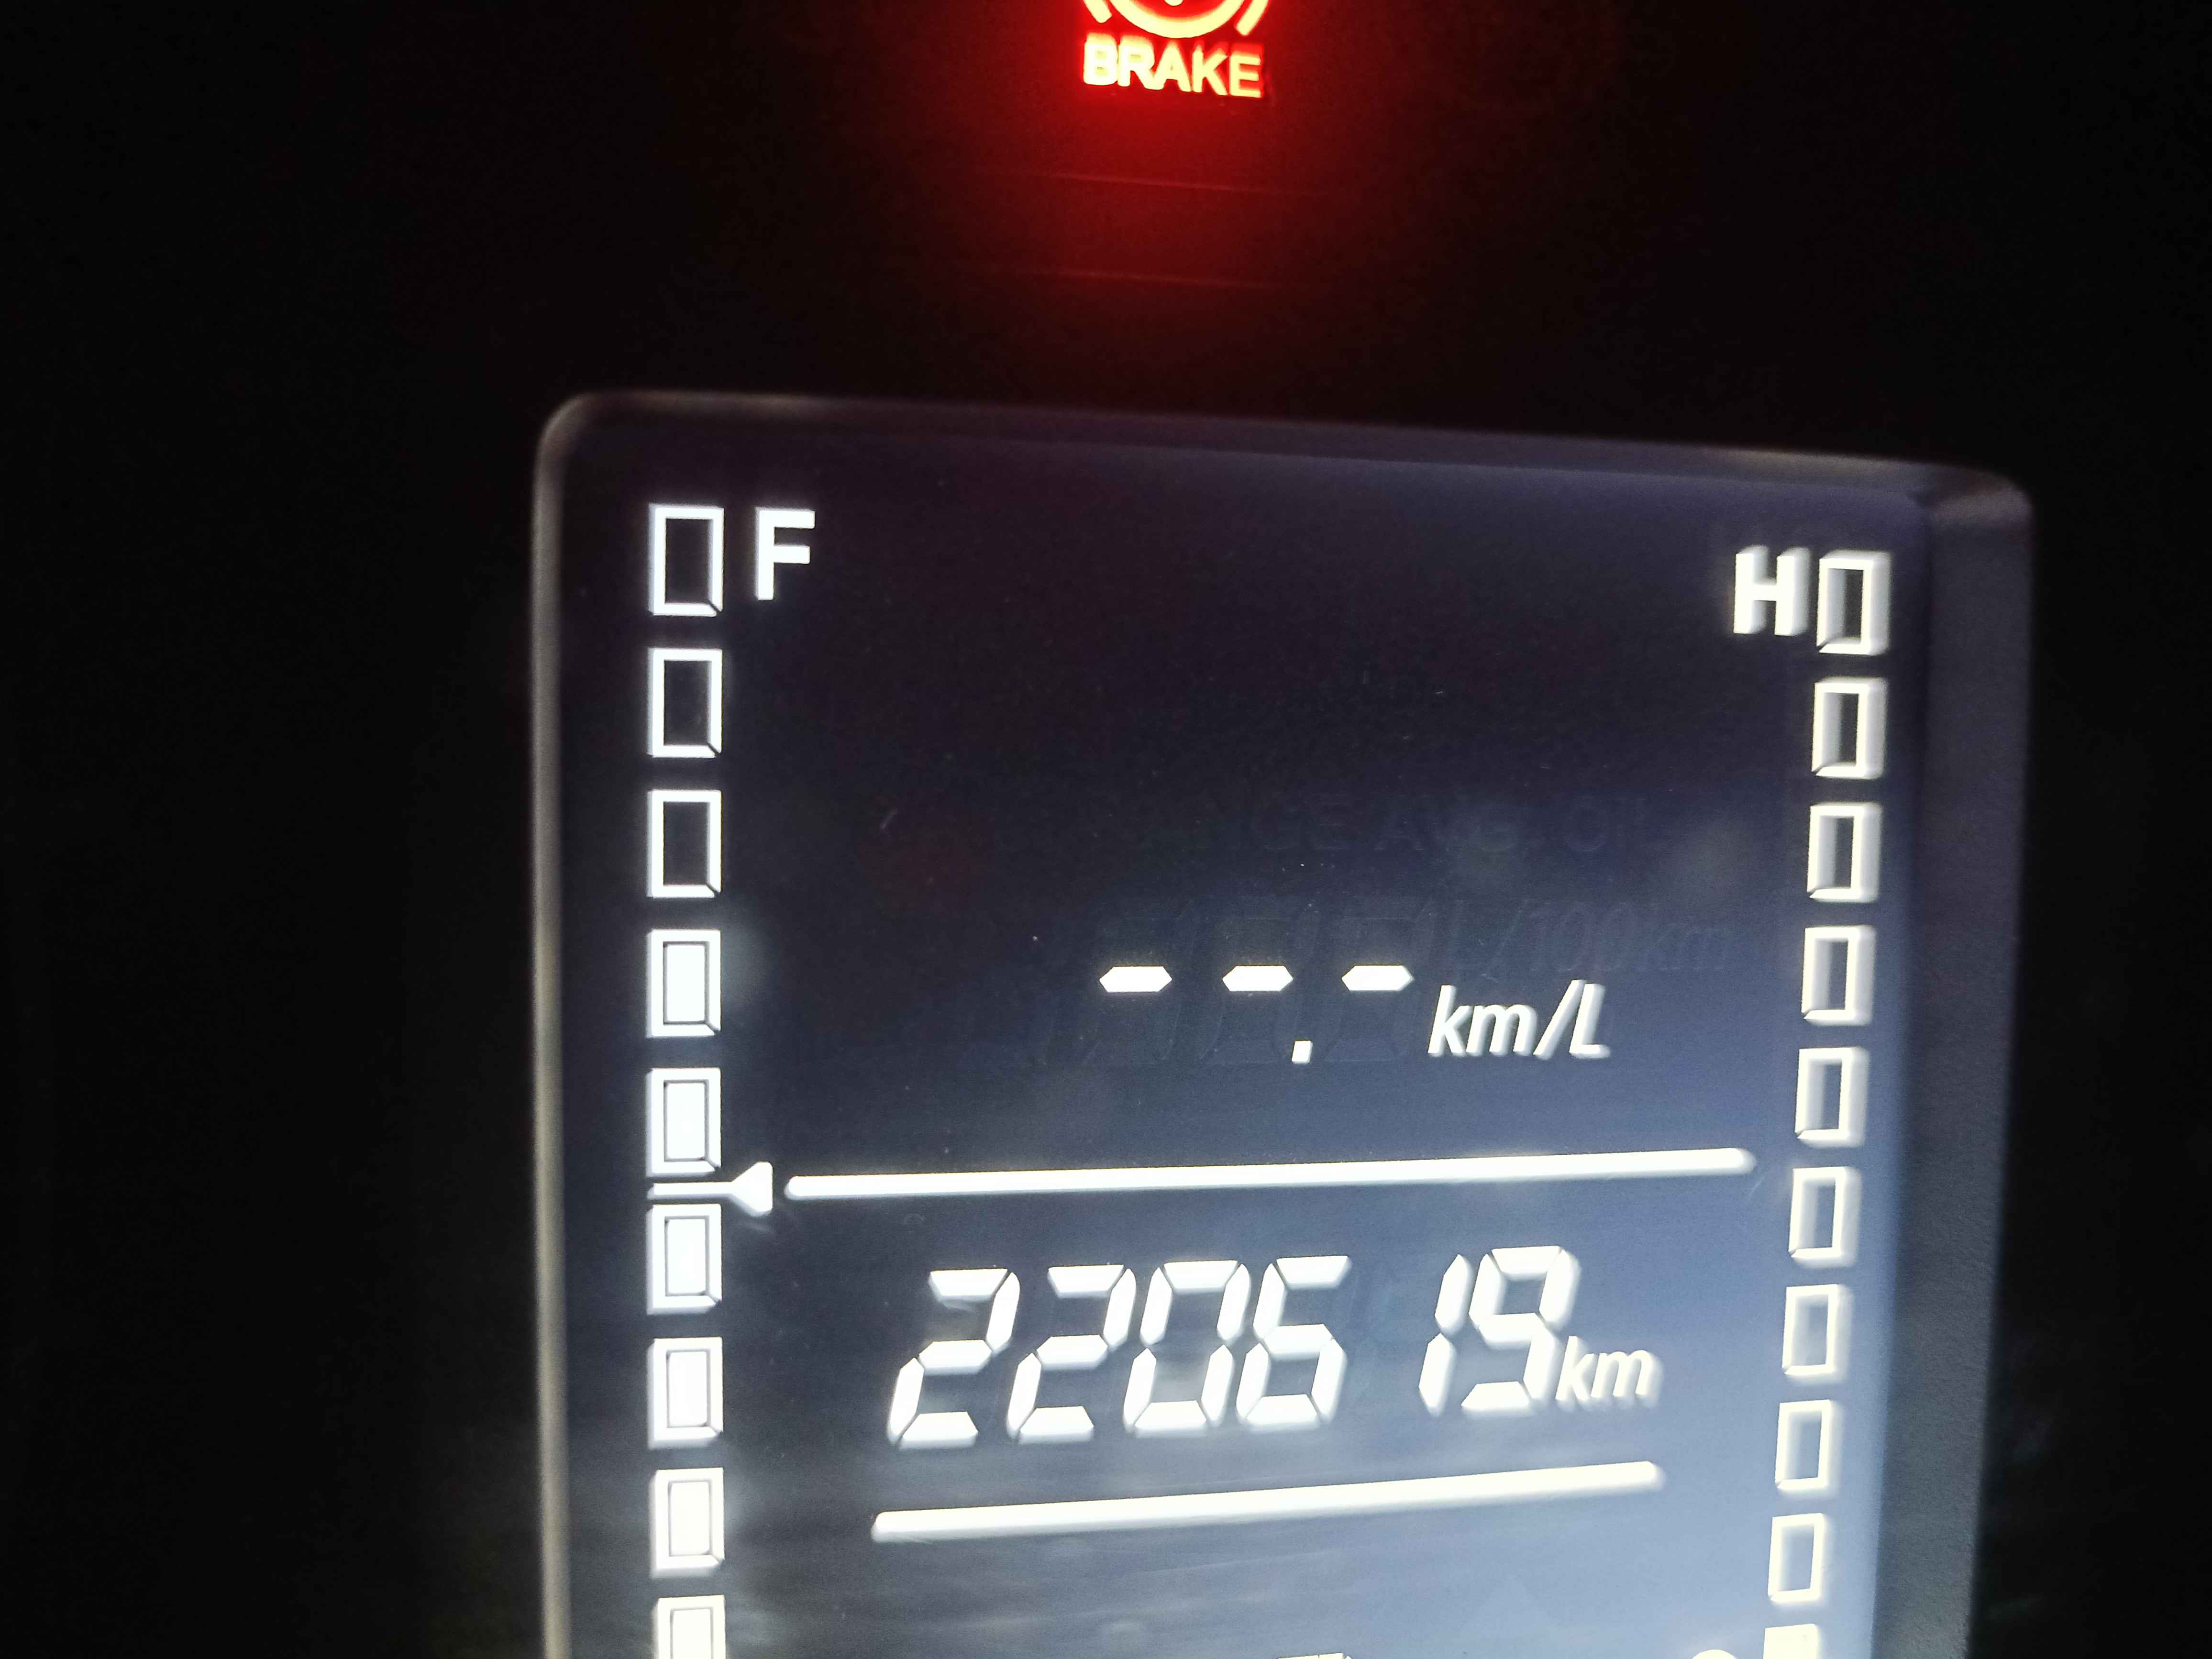 BRAKE
F
H
--.- km/L
220619 km